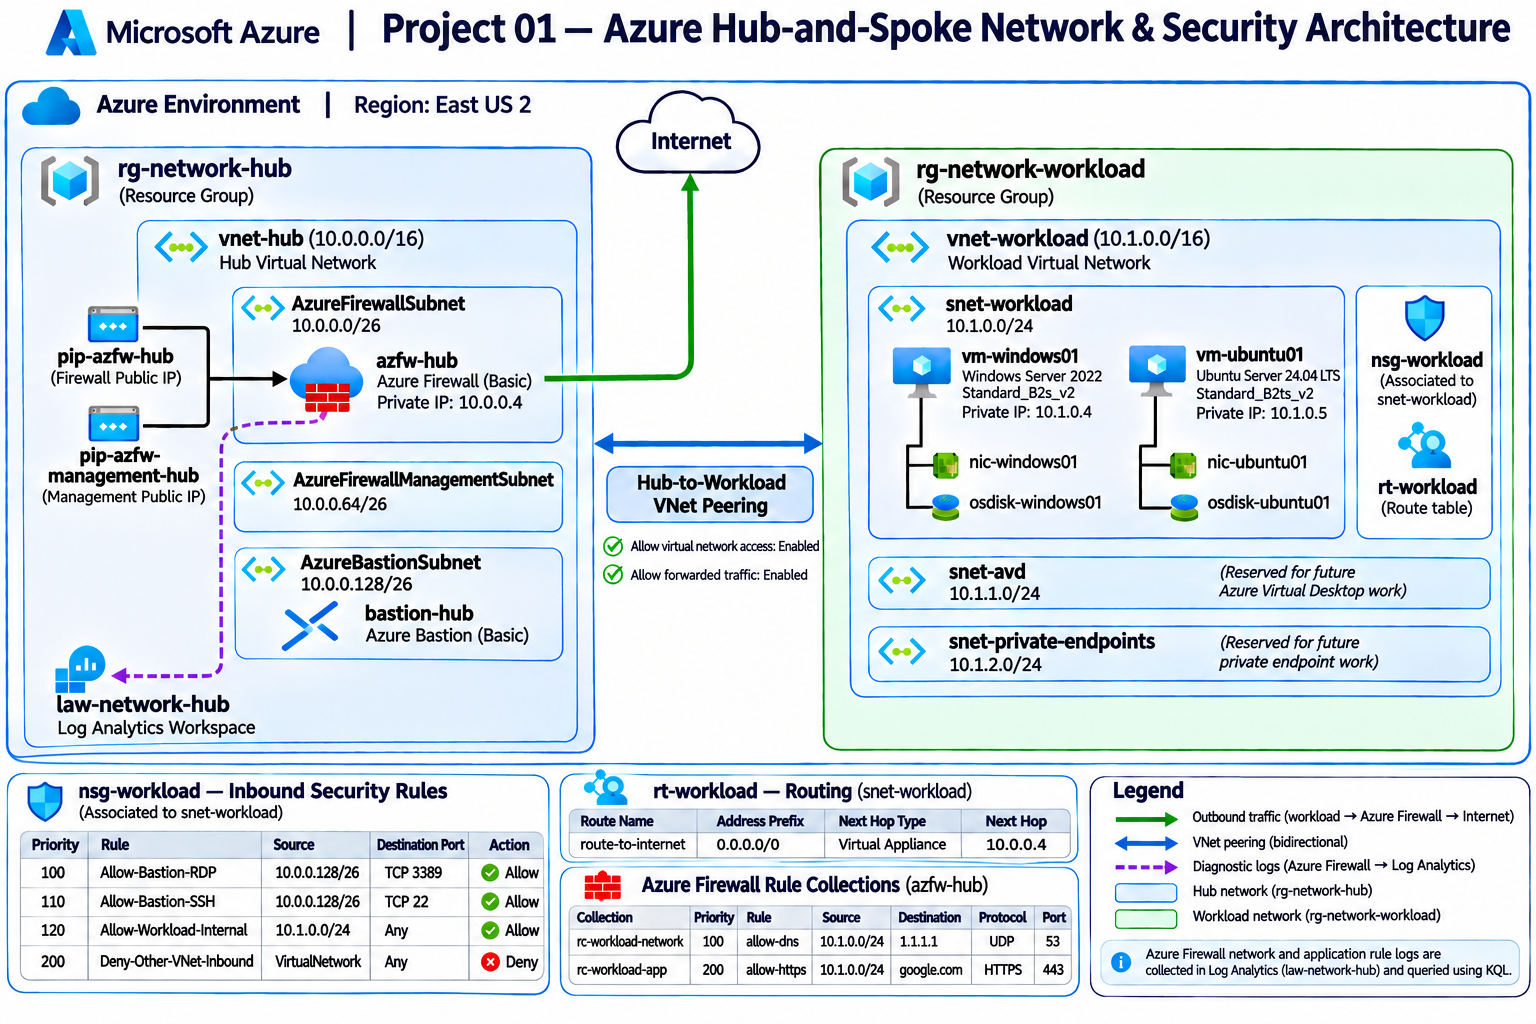 Microsoft Azure | Project 01 — Azure Hub-and-Spoke Network & Security Architecture
Azure Environment | Region: East US 2
Internet
rg-network-hub
(Resource Group)
vnet-hub (10.0.0.0/16)
Hub Virtual Network
AzureFirewallSubnet
10.0.0.0/26
pip-azfw-hub
(Firewall Public IP)
azfw-hub
Azure Firewall (Basic)
Private IP: 10.0.0.4
pip-azfw-
management-hub
(Management Public IP)
AzureFirewallManagementSubnet
10.0.0.64/26
AzureBastionSubnet
10.0.0.128/26
bastion-hub
Azure Bastion (Basic)
law-network-hub
Log Analytics Workspace
Hub-to-Workload
VNet Peering
Allow virtual network access: Enabled
Allow forwarded traffic: Enabled
rg-network-workload
(Resource Group)
vnet-workload (10.1.0.0/16)
Workload Virtual Network
snet-workload
10.1.0.0/24
vm-windows01
Windows Server 2022
Standard_B2s_v2
Private IP: 10.1.0.4
nic-windows01
osdisk-windows01
vm-ubuntu01
Ubuntu Server 24.04 LTS
Standard_B2ts_v2
Private IP: 10.1.0.5
nic-ubuntu01
osdisk-ubuntu01
nsg-workload
(Associated to
snet-workload)
rt-workload
(Route table)
snet-avd
10.1.1.0/24
(Reserved for future
Azure Virtual Desktop work)
snet-private-endpoints
10.1.2.0/24
(Reserved for future
private endpoint work)
nsg-workload — Inbound Security Rules
(Associated to snet-workload)
Priority Rule Source Destination Port Action
100 Allow-Bastion-RDP 10.0.0.128/26 TCP 3389 Allow
110 Allow-Bastion-SSH 10.0.0.128/26 TCP 22 Allow
120 Allow-Workload-Internal 10.1.0.0/24 Any Allow
200 Deny-Other-VNet-Inbound VirtualNetwork Any Deny
rt-workload — Routing (snet-workload)
Route Name Address Prefix Next Hop Type Next Hop
route-to-internet 0.0.0.0/0 Virtual Appliance 10.0.0.4
Azure Firewall Rule Collections (azfw-hub)
Collection Priority Rule Source Destination Protocol Port
rc-workload-network 100 allow-dns 10.1.0.0/24 1.1.1.1 UDP 53
rc-workload-app 200 allow-https 10.1.0.0/24 google.com HTTPS 443
Legend
Outbound traffic (workload → Azure Firewall → Internet)
VNet peering (bidirectional)
Diagnostic logs (Azure Firewall → Log Analytics)
Hub network (rg-network-hub)
Workload network (rg-network-workload)
i
Azure Firewall network and application rule logs are
collected in Log Analytics (law-network-hub) and queried using KQL.